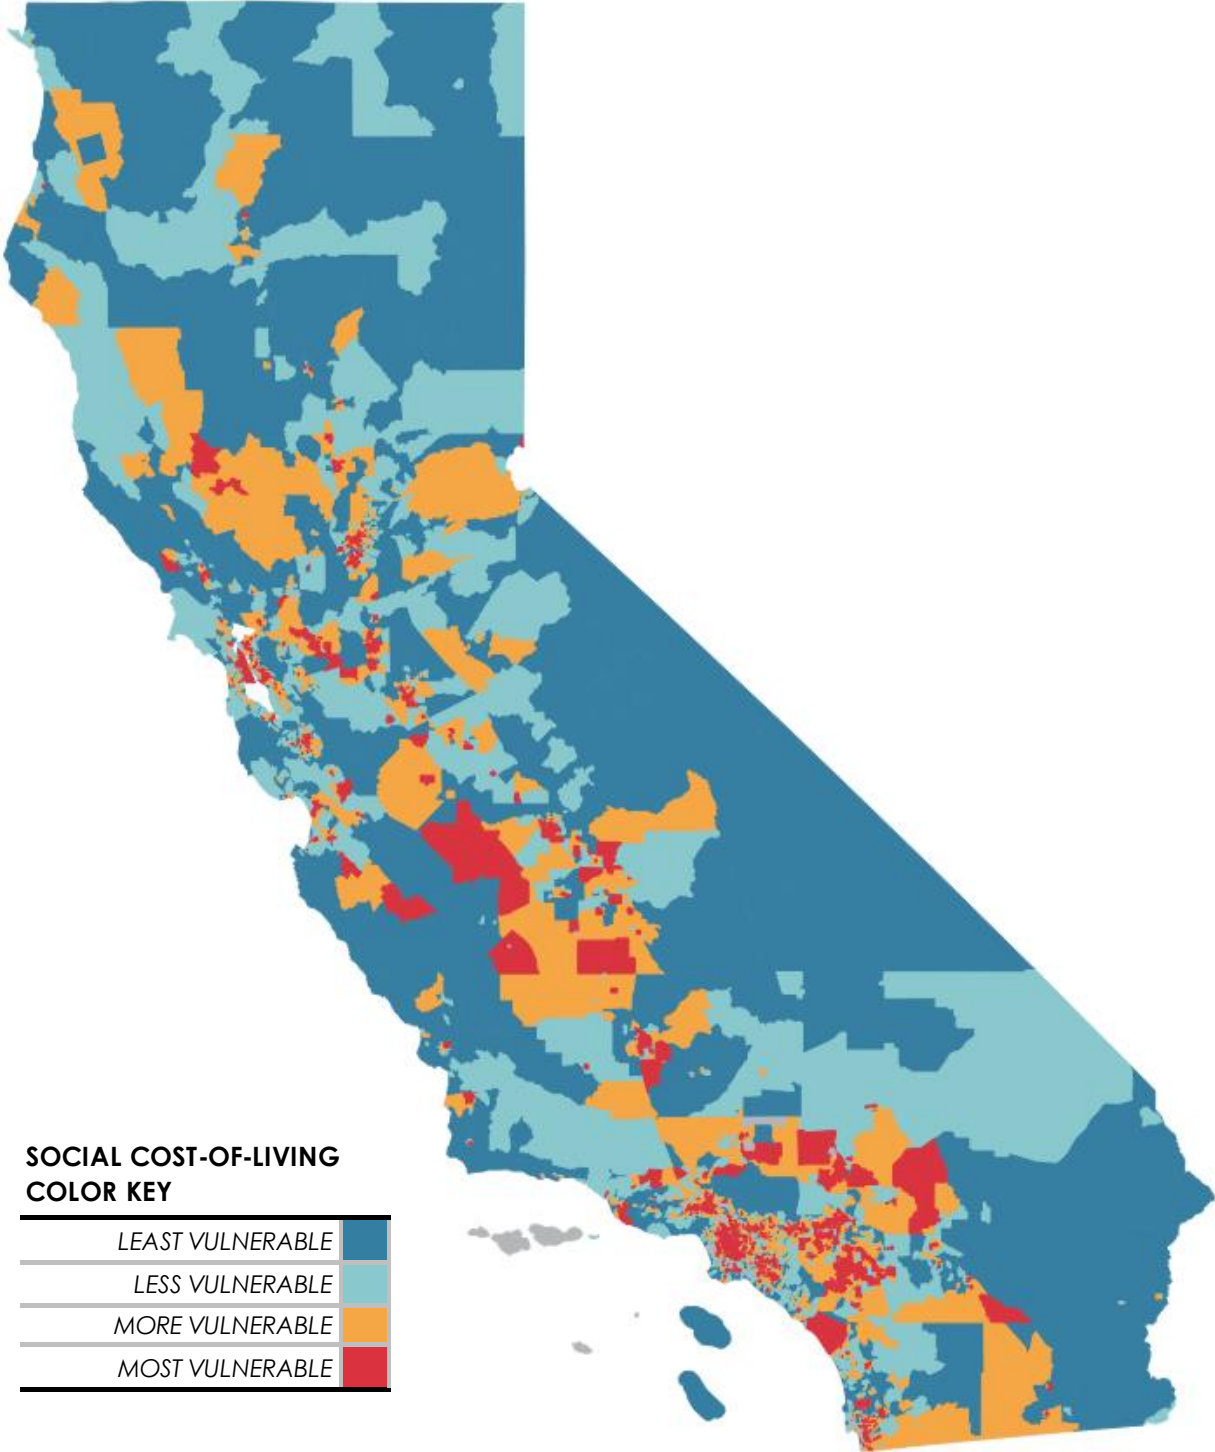 SOCIAL COST-OF-LIVING
COLOR KEY
LEAST VULNERABLE
LESS VULNERABLE
MORE VULNERABLE
MOST VULNERABLE